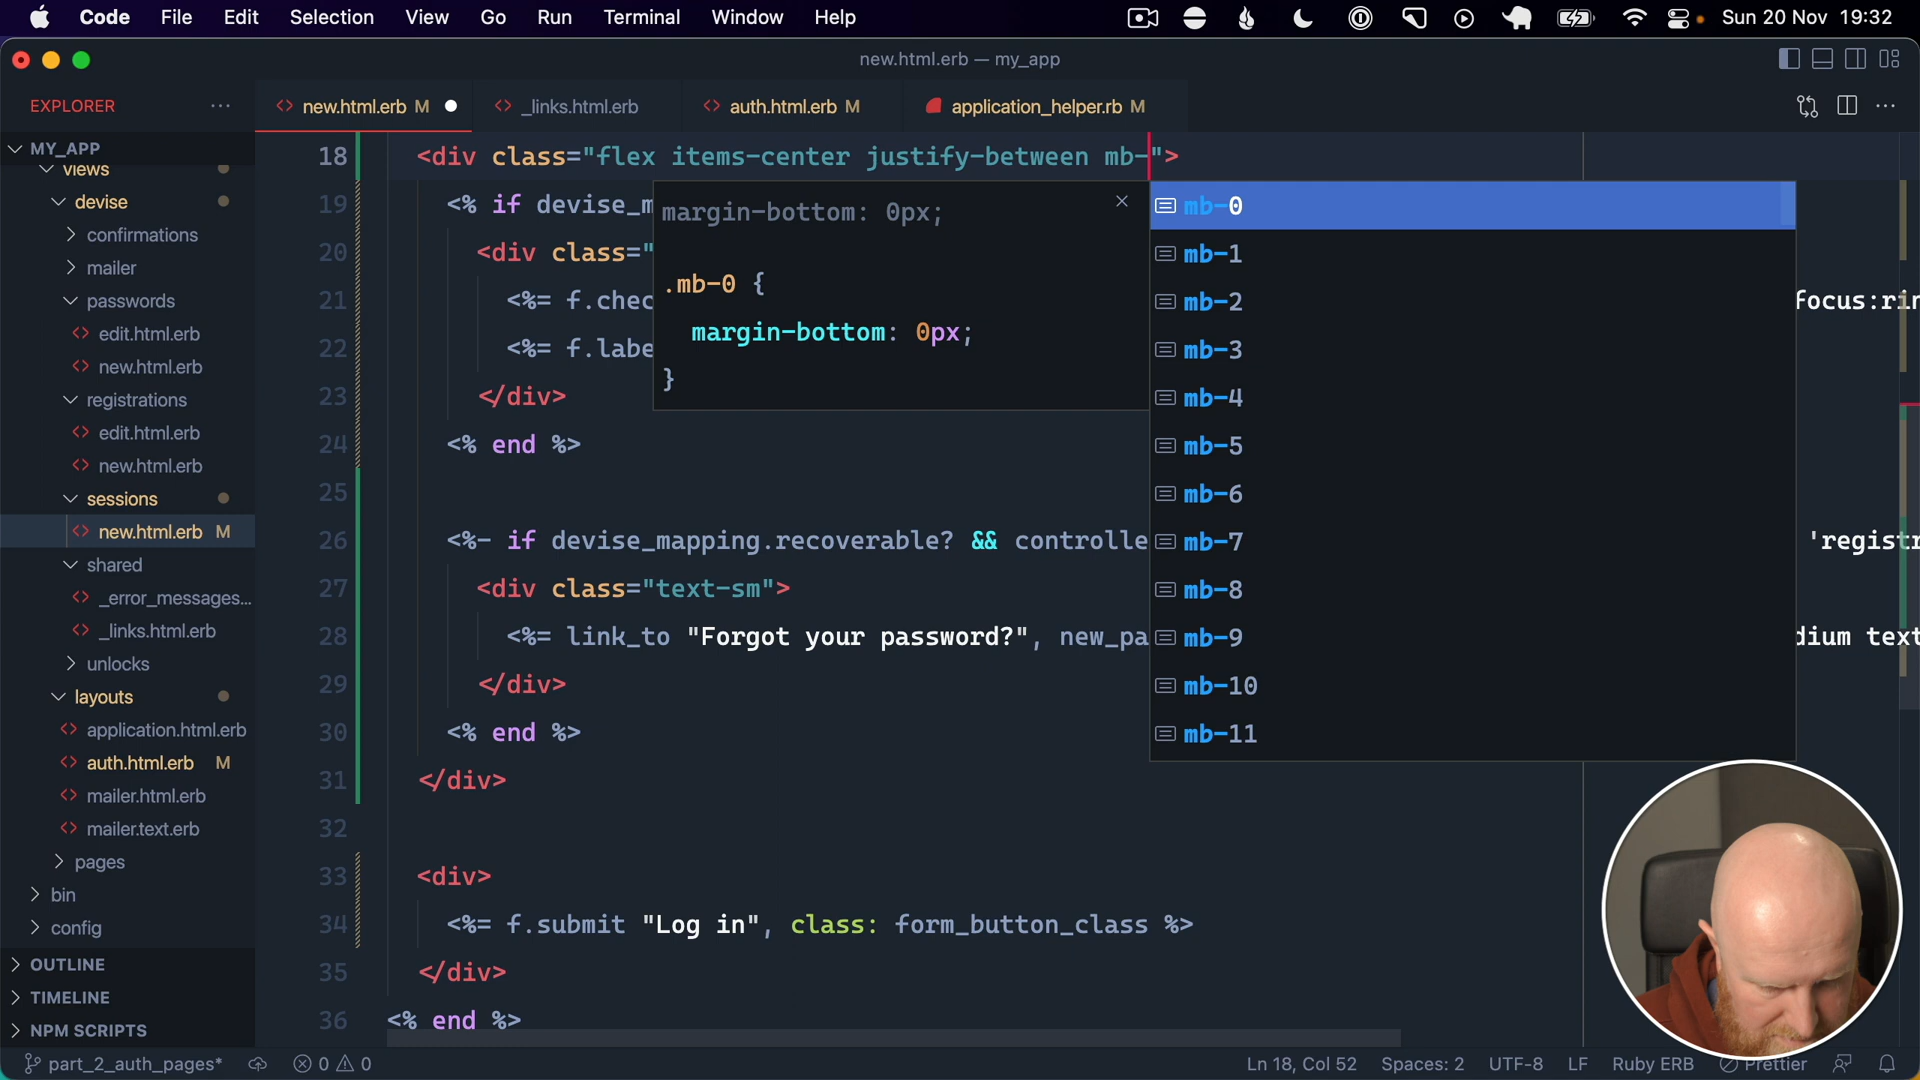 Code File Edit Selection View Go Run Terminal Window Help Sun 20 Nov 19:32
new.html.erb — my_app
EXPLORER ···
new.html.erb M
_links.html.erb
auth.html.erb M
application_helper.rb M
MY_APP
views
devise
confirmations
mailer
passwords
edit.html.erb
new.html.erb
registrations
edit.html.erb
new.html.erb
sessions
new.html.erb M
shared
_error_messages...
_links.html.erb
unlocks
layouts
application.html.erb
auth.html.erb M
mailer.html.erb
mailer.text.erb
pages
bin
config
OUTLINE
TIMELINE
NPM SCRIPTS
18 <div class="flex items-center justify-between mb-">
19 <% if devise_m
20 <div class="
21 <%= f.chec focus:rin
22 <%= f.labe
23 </div>
24 <% end %>
25
26 <%- if devise_mapping.recoverable? && controlle 'registr
27 <div class="text-sm">
28 <%= link_to "Forgot your password?", new_pa dium text
29 </div>
30 <% end %>
31 </div>
32
33 <div>
34 <%= f.submit "Log in", class: form_button_class %>
35 </div>
36 <% end %>
margin-bottom: 0px;
.mb-0 {
margin-bottom: 0px;
}
mb-0
mb-1
mb-2
mb-3
mb-4
mb-5
mb-6
mb-7
mb-8
mb-9
mb-10
mb-11
part_2_auth_pages* 0 0 Ln 18, Col 52 Spaces: 2 UTF-8 LF Ruby ERB Prettier